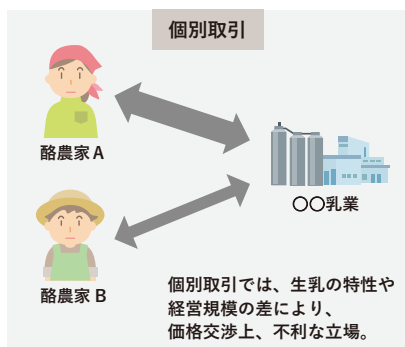 個別取引
酪農家A
〇〇乳業
酪農家B
個別取引では、生乳の特性や
経営規模の差により、
価格交渉上、不利な立場。